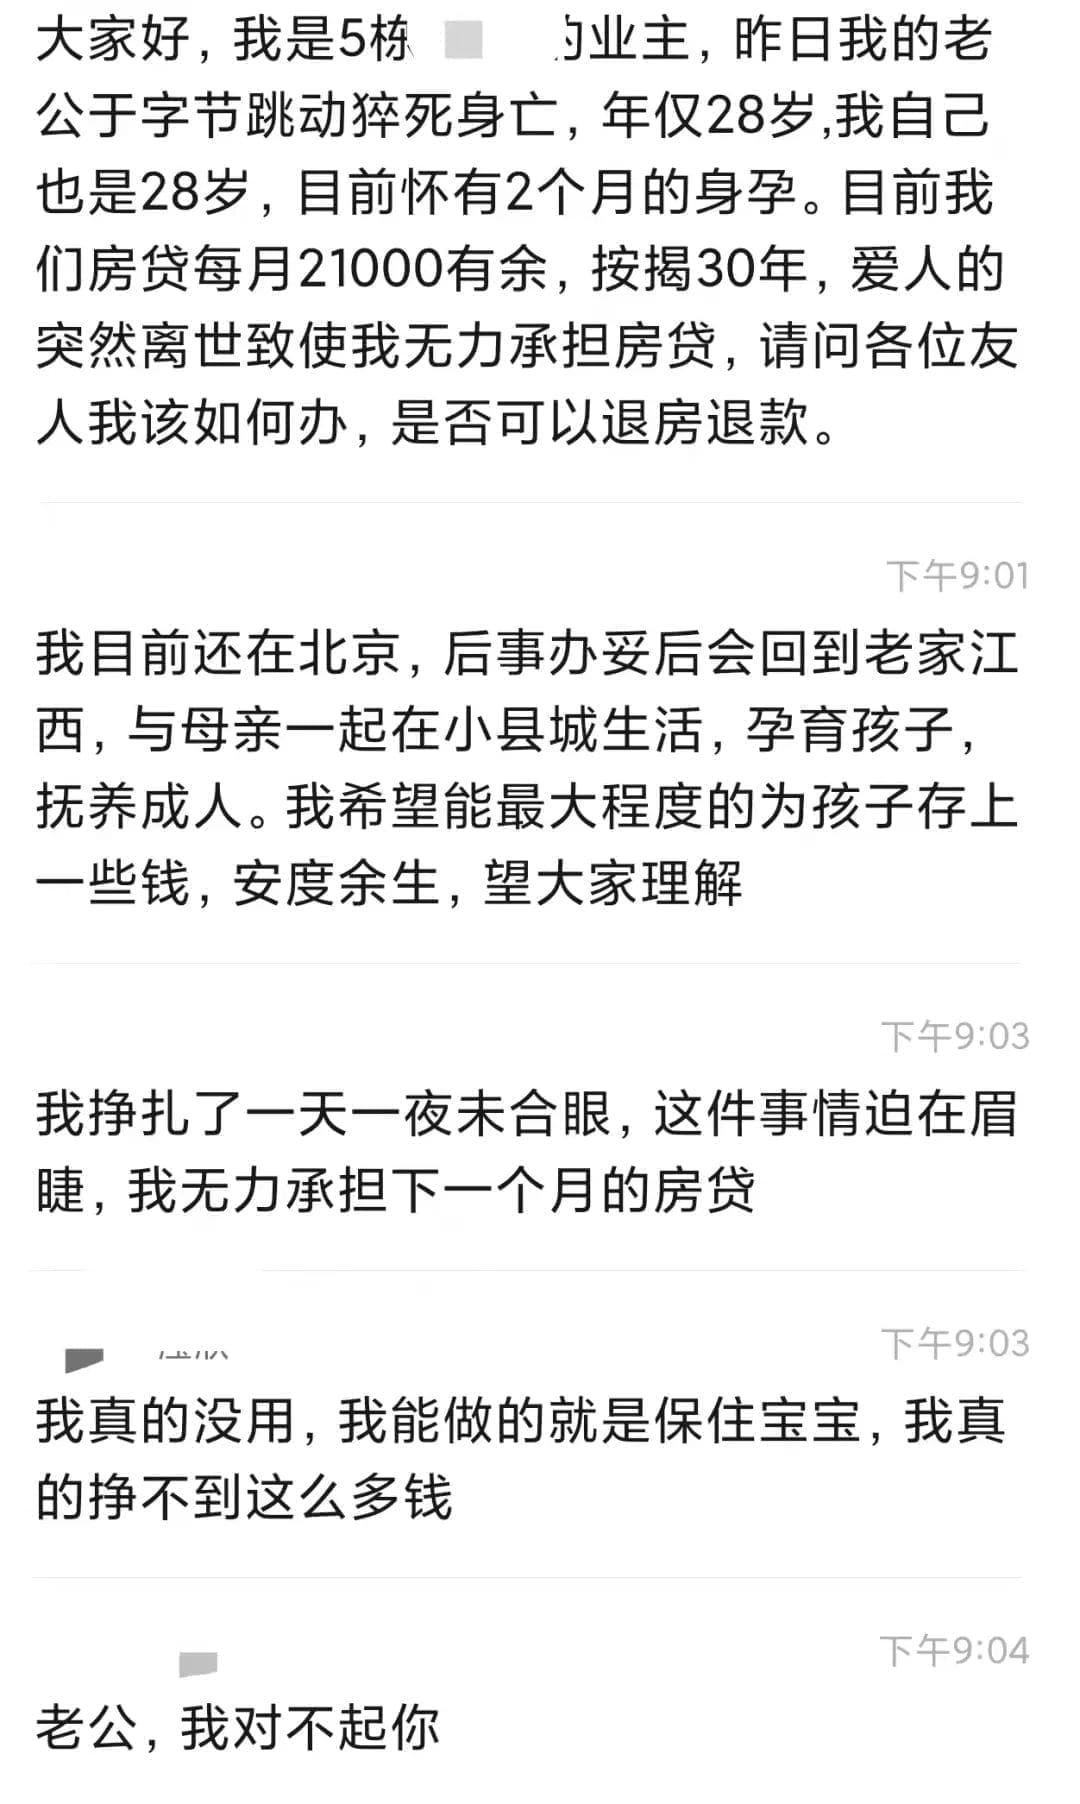 大家好，我是5栋 的业主，昨日我的老
公于字节跳动猝死身亡，年仅28岁,我自己
也是28岁，目前怀有2个月的身孕。目前我
们房贷每月21000有余，按揭30年，爱人的
突然离世致使我无力承担房贷，请问各位友
人我该如何办，是否可以退房退款。
下午9:01
我目前还在北京，后事办妥后会回到老家江
西，与母亲一起在小县城生活，孕育孩子，
抚养成人。我希望能最大程度的为孩子存上
一些钱，安度余生，望大家理解
下午9:03
我挣扎了一天一夜未合眼，这件事情迫在眉
睫，我无力承担下一个月的房贷
下午9:03
我真的没用，我能做的就是保住宝宝，我真
的挣不到这么多钱
下午9:04
老公，我对不起你